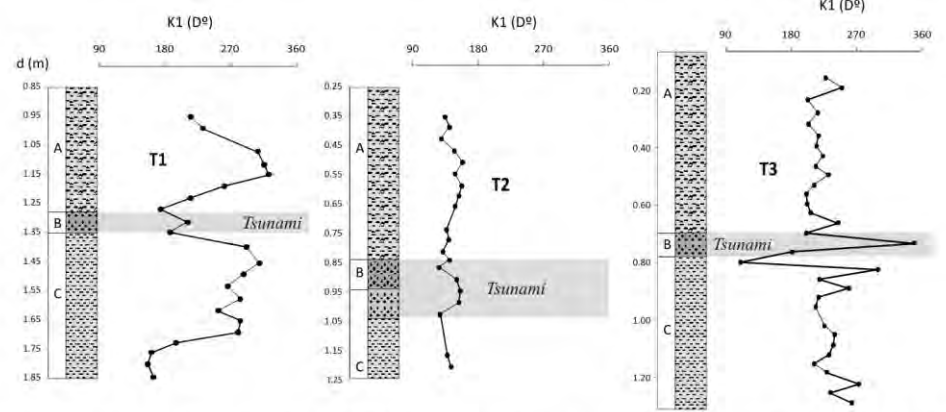 K1 (Dº)
90 180 270 360
d (m)
0.85
0.95
1.05
1.15
1.25
1.35
1.45
1.55
1.65
1.75
1.85
A
B
C
T1
Tsunami
K1 (Dº)
90 180 270 360
0.25
0.35
0.45
0.55
0.65
0.75
0.85
0.95
1.05
1.15
1.25
A
B
C
T2
Tsunami
K1 (Dº)
90 180 270 360
0.20
0.40
0.60
0.80
1.00
1.20
A
B
C
T3
Tsunami